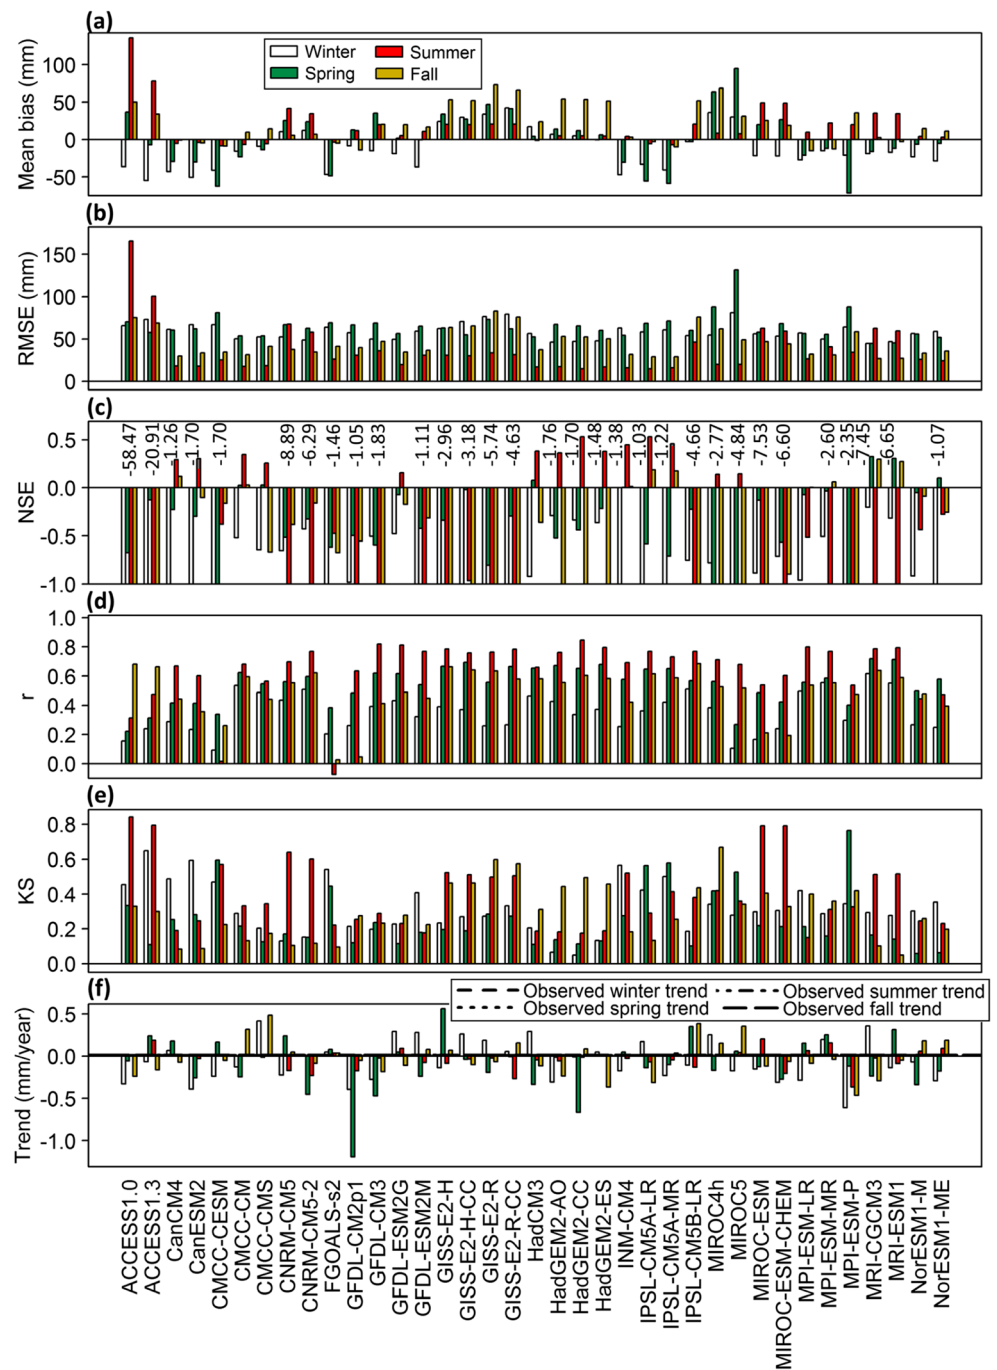 (a)
Mean bias (mm)
100
50
0
-50
Winter
Summer
Spring
Fall
(b)
RMSE (mm)
150
100
50
0
(c)
NSE
0.5
0.0
-0.5
-1.0
-58.47
-20.91
-1.26
-1.70
-1.70
-8.89
-6.29
-1.46
-1.05
-1.83
-1.11
-2.96
-3.18
-5.74
-4.63
-1.76
-1.70
-1.48
-1.38
-1.03
-1.22
-4.66
-2.77
-4.84
-7.53
-6.60
-2.60
-2.35
-7.45
-6.65
-1.07
(d)
r
1.0
0.8
0.6
0.4
0.2
0.0
(e)
KS
0.8
0.6
0.4
0.2
0.0
(f)
Trend (mm/year)
0.5
0.0
-0.5
-1.0
Observed winter trend
Observed summer trend
Observed spring trend
Observed fall trend
ACCESS1.0
ACCESS1.3
CanCM4
CanESM2
CMCC-CESM
CMCC-CM
CMCC-CMS
CNRM-CM5
CNRM-CM5-2
FGOALS-s2
GFDL-CM2p1
GFDL-CM3
GFDL-ESM2G
GFDL-ESM2M
GISS-E2-H
GISS-E2-H-CC
GISS-E2-R
GISS-E2-R-CC
HadCM3
HadGEM2-AO
HadGEM2-CC
HadGEM2-ES
INM-CM4
IPSL-CM5A-LR
IPSL-CM5A-MR
IPSL-CM5B-LR
MIROC4h
MIROC5
MIROC-ESM
MIROC-ESM-CHEM
MPI-ESM-LR
MPI-ESM-MR
MPI-ESM-P
MRI-CGCM3
MRI-ESM1
NorESM1-M
NorESM1-ME